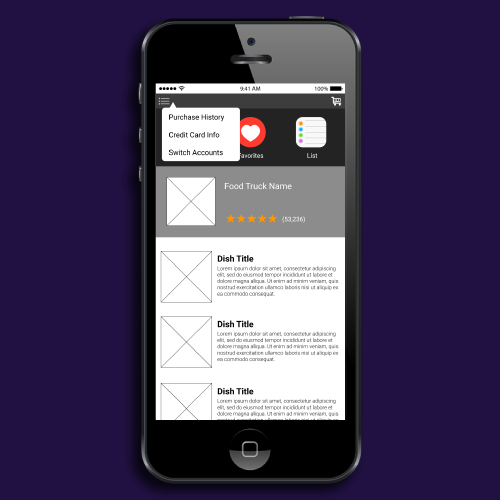 9:41 AM 100%
Purchase History
Credit Card Info
Switch Accounts
Favorites List
Food Truck Name
(53,236)
Dish Title
Lorem ipsum dolor sit amet, consectetur adipiscing
elit, sed do eiusmod tempor incididunt ut labore et
dolore magna aliqua. Ut enim ad minim veniam, quis
nostrud exercitation ullamco laboris nisi ut aliquip ex
ea commodo consequat.
Dish Title
Lorem ipsum dolor sit amet, consectetur adipiscing
elit, sed do eiusmod tempor incididunt ut labore et
dolore magna aliqua. Ut enim ad minim veniam, quis
nostrud exercitation ullamco laboris nisi ut aliquip ex
ea commodo consequat.
Dish Title
Lorem ipsum dolor sit amet, consectetur adipiscing
elit, sed do eiusmod tempor incididunt ut labore et
dolore magna aliqua. Ut enim ad minim veniam, quis
nostrud exercitation ullamco laboris nisi ut aliquip ex